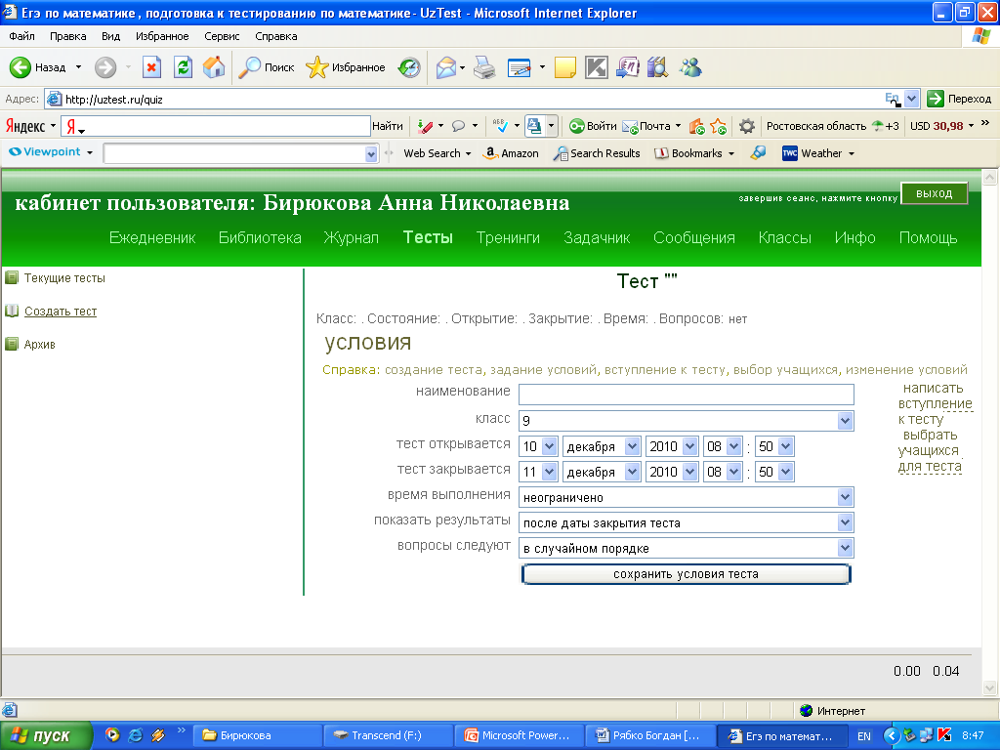 Егэ по математике , подготовка к тестированию по математике- UzTest - Microsoft Internet Explorer
Файл Правка Вид Избранное Сервис Справка
Назад Поиск Избранное
Адрес: http://uztest.ru/quiz Переход
Яндекс Я Найти Войти Почта Ростовская область +3 USD 30,98 »
Viewpoint Web Search Amazon Search Results Bookmarks TWC Weather
кабинет пользователя: Бирюкова Анна Николаевна
завершив сеанс, нажмите кнопку выход
Ежедневник Библиотека Журнал Тесты Тренинги Задачник Сообщения Классы Инфо Помощь
Текущие тесты
Создать тест
Архив
Тест ""
Класс: . Состояние: . Открытие: . Закрытие: . Время: . Вопросов: нет
условия
Справка: создание теста, задание условий, вступление к тесту, выбор учащихся, изменение условий
наименование
класс 9
тест открывается 10 декабря 2010 08 : 50
тест закрывается 11 декабря 2010 08 : 50
время выполнения неограничено
показать результаты после даты закрытия теста
вопросы следуют в случайном порядке
сохранить условия теста
написать
вступление
к тесту
выбрать
учащихся
для теста
0.00 0.04
Интернет
пуск » Бирюкова Transcend (F:) Microsoft Power... Рябко Богдан [... Егэ по математ... EN 8:47